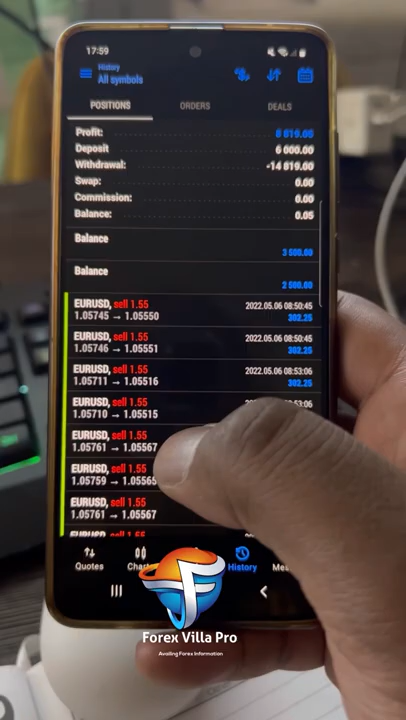 17:59
History
All symbols
POSITIONS ORDERS DEALS
Profit: 8 819.05
Deposit 6 000.00
Withdrawal: -14 819.00
Swap: 0.00
Commission: 0.00
Balance: 0.05
Balance
3 500.00
Balance
2 500.00
EURUSD, sell 1.55 2022.05.06 08:50:45
1.05745 → 1.05550 302.25
EURUSD, sell 1.55 2022.05.06 08:50:45
1.05746 → 1.05551 302.25
EURUSD, sell 1.55 2022.05.06 08:53:06
1.05711 → 1.05516 302.25
EURUSD, sell 1.55
1.05710 → 1.05515
EURUSD, sell 1.55
1.05761 → 1.05567
EURUSD, sell 1.55
1.05759 → 1.05565
EURUSD, sell 1.55
1.05761 → 1.05567
Quotes History
Forex Villa Pro
Availing Forex Information